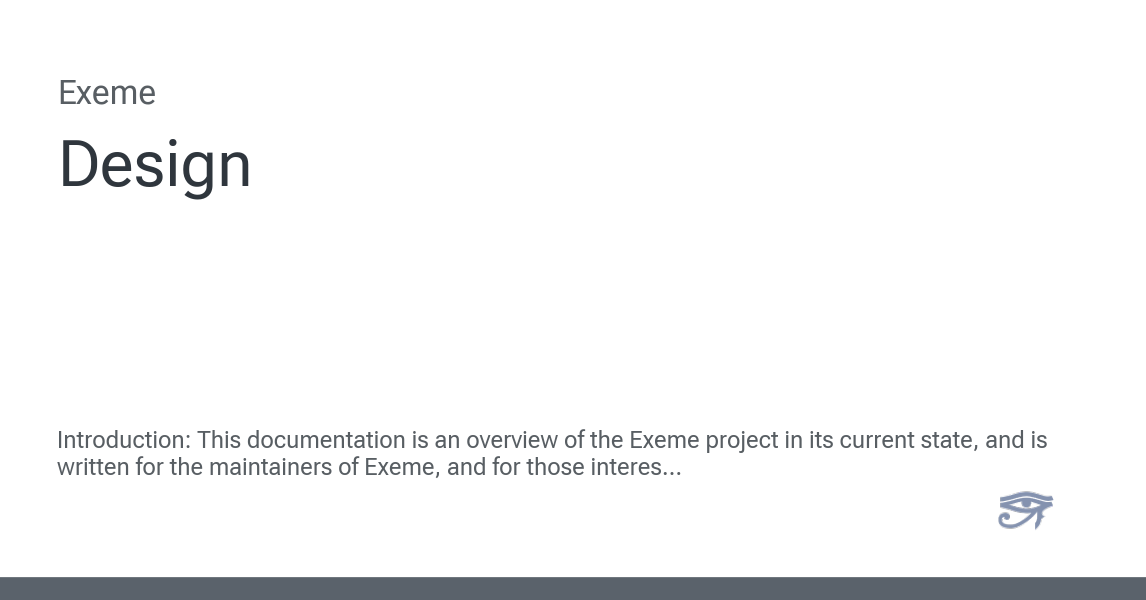 Exeme
Design
Introduction: This documentation is an overview of the Exeme project in its current state, and is
written for the maintainers of Exeme, and for those interes...